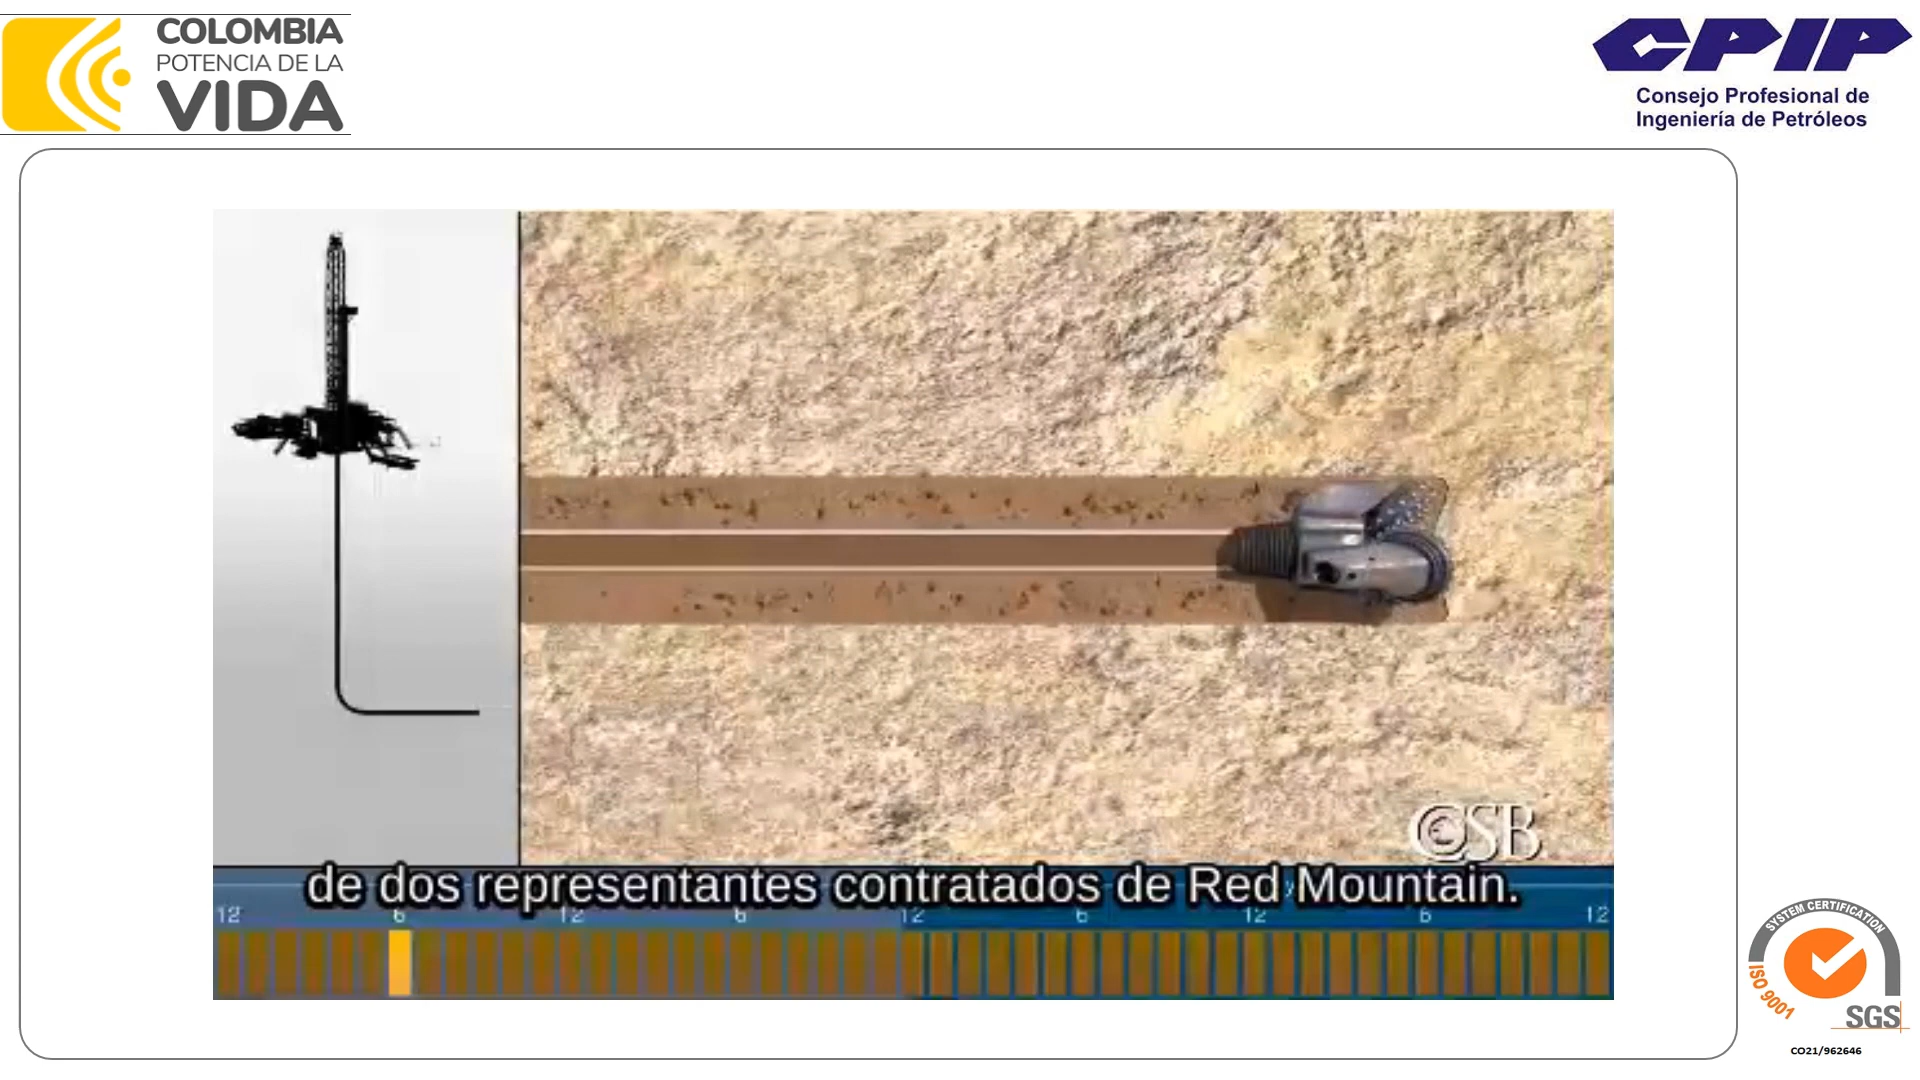 COLOMBIA
POTENCIA DE LA
VIDA
CPIP
Consejo Profesional de
Ingeniería de Petróleos
CSB
de dos representantes contratados de Red Mountain.
12 6 12 6 12 6 12 6 12
SYSTEM CERTIFICATION
ISO 9001
SGS
CO21/962646